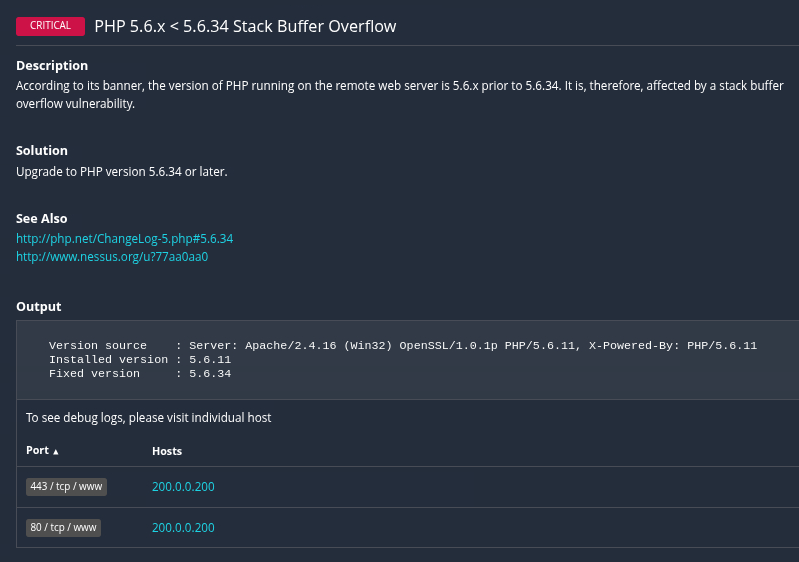 CRITICAL PHP 5.6.x < 5.6.34 Stack Buffer Overflow
Description
According to its banner, the version of PHP running on the remote web server is 5.6.x prior to 5.6.34. It is, therefore, affected by a stack buffer
overflow vulnerability.
Solution
Upgrade to PHP version 5.6.34 or later.
See Also
http://php.net/ChangeLog-5.php#5.6.34
http://www.nessus.org/u?77aa0aa0
Output
Version source    : Server: Apache/2.4.16 (Win32) OpenSSL/1.0.1p PHP/5.6.11, X-Powered-By: PHP/5.6.11
Installed version : 5.6.11
Fixed version     : 5.6.34
To see debug logs, please visit individual host
Port ▲ Hosts
443 / tcp / www 200.0.0.200
80 / tcp / www 200.0.0.200